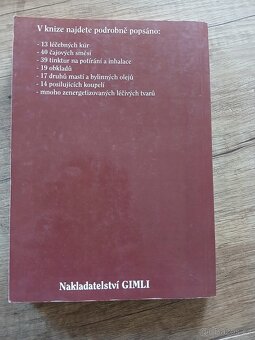 V knize najdete podrobně popsáno:
- 13 léčebných kúr
- 40 čajových směsí
- 39 tinktur na potírání a inhalace
- 19 obkladů
- 17 druhů mastí a bylinných olejů
- 14 posilujících koupelí
- mnoho zenergetizovaných léčivých tvarů
Nakladatelství GIMLI